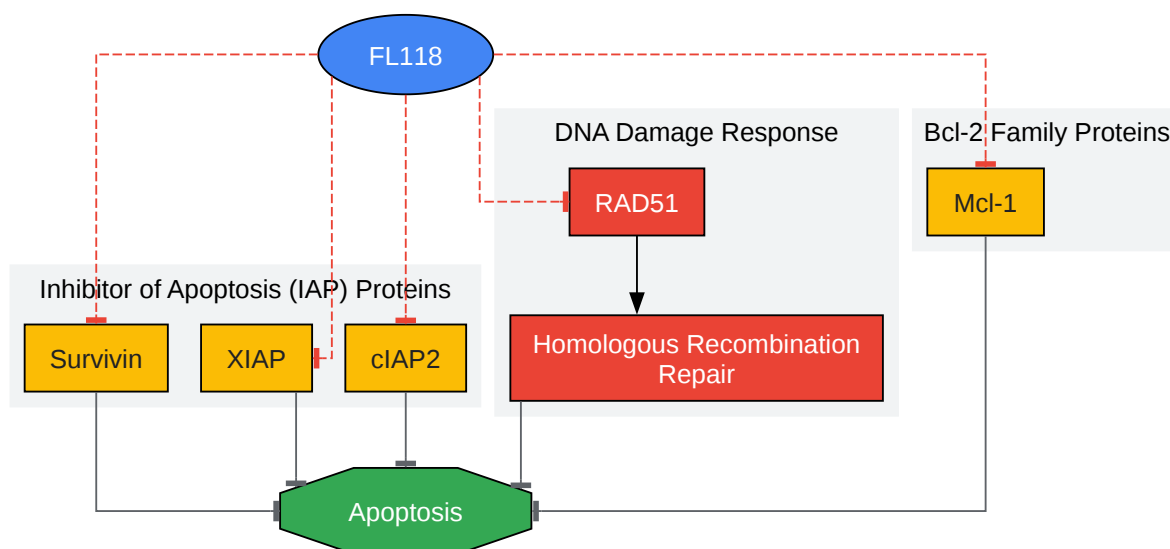 FL118
DNA Damage Response
Bcl-2 Family Proteins
RAD51
Mcl-1
Inhibitor of Apoptosis (IAP) Proteins
Survivin
XIAP
cIAP2
Homologous Recombination
Repair
Apoptosis